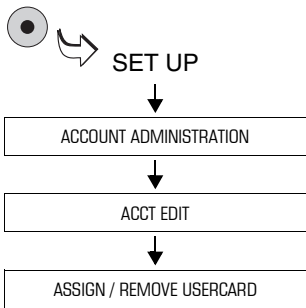 SET UP
ACCOUNT ADMINISTRATION
ACCT EDIT
ASSIGN / REMOVE USERCARD